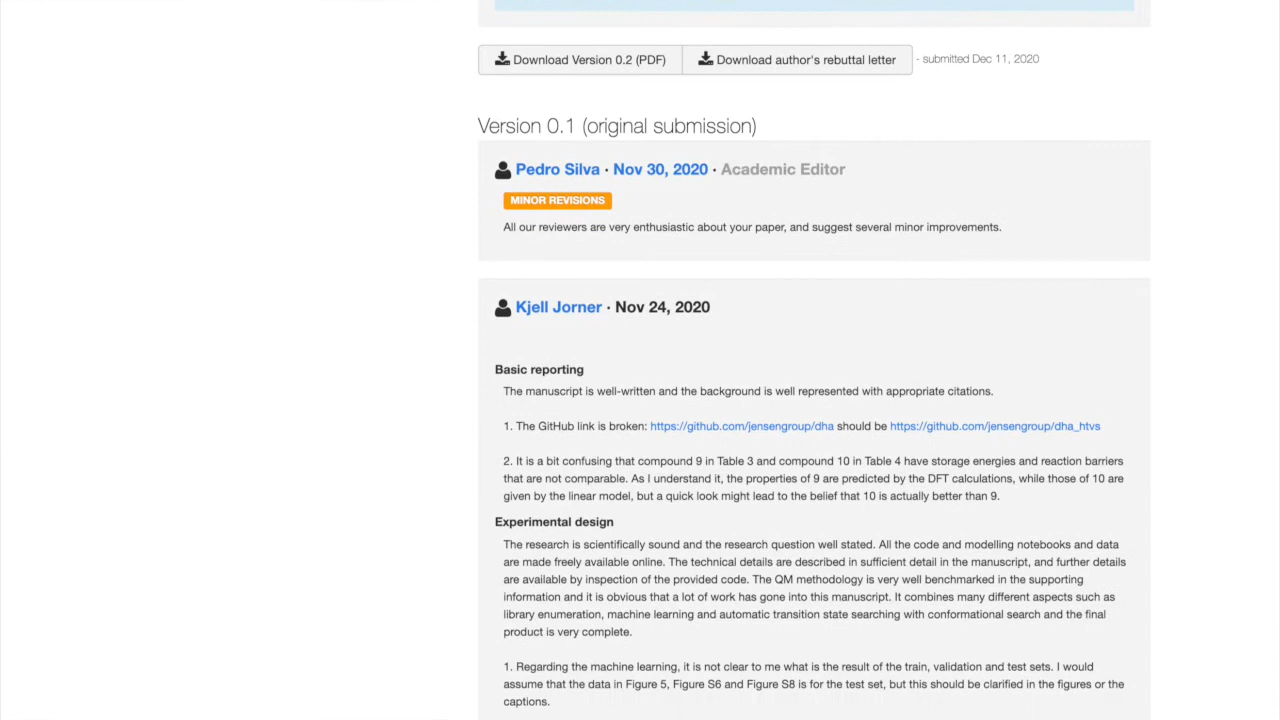 Download Version 0.2 (PDF) Download author's rebuttal letter - submitted Dec 11, 2020
Version 0.1 (original submission)
Pedro Silva · Nov 30, 2020 · Academic Editor
MINOR REVISIONS
All our reviewers are very enthusiastic about your paper, and suggest several minor improvements.
Kjell Jorner · Nov 24, 2020
Basic reporting
The manuscript is well-written and the background is well represented with appropriate citations.
1. The GitHub link is broken: https://github.com/jensengroup/dha should be https://github.com/jensengroup/dha_htvs
2. It is a bit confusing that compound 9 in Table 3 and compound 10 in Table 4 have storage energies and reaction barriers
that are not comparable. As I understand it, the properties of 9 are predicted by the DFT calculations, while those of 10 are
given by the linear model, but a quick look might lead to the belief that 10 is actually better than 9.
Experimental design
The research is scientifically sound and the research question well stated. All the code and modelling notebooks and data
are made freely available online. The technical details are described in sufficient detail in the manuscript, and further details
are available by inspection of the provided code. The QM methodology is very well benchmarked in the supporting
information and it is obvious that a lot of work has gone into this manuscript. It combines many different aspects such as
library enumeration, machine learning and automatic transition state searching with conformational search and the final
product is very complete.
1. Regarding the machine learning, it is not clear to me what is the result of the train, validation and test sets. I would
assume that the data in Figure 5, Figure S6 and Figure S8 is for the test set, but this should be clarified in the figures or the
captions.